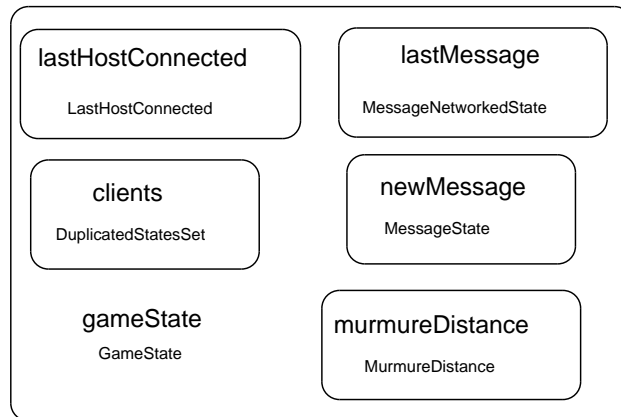 lastHostConnected
LastHostConnected
lastMessage
MessageNetworkedState
clients
DuplicatedStatesSet
newMessage
MessageState
gameState
GameState
murmureDistance
MurmureDistance